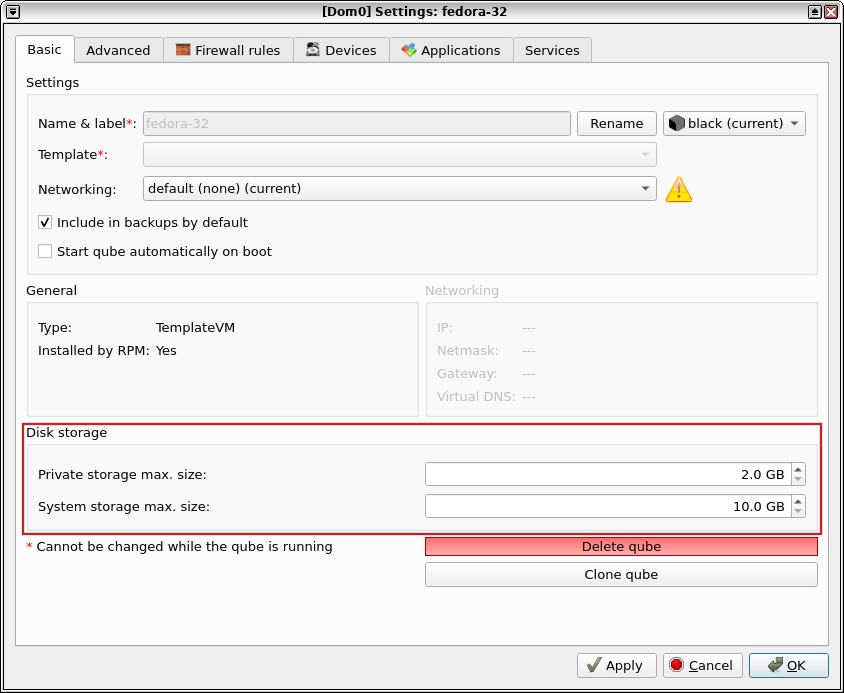 [Dom0] Settings: fedora-32
Basic Advanced Firewall rules Devices Applications Services
Settings
Name & label*: fedora-32 Rename black (current)
Template*:
Networking: default (none) (current)
Include in backups by default
Start qube automatically on boot
General
Type: TemplateVM
Installed by RPM: Yes
Networking
IP: ---
Netmask: ---
Gateway: ---
Virtual DNS: ---
Disk storage
Private storage max. size: 2.0 GB
System storage max. size: 10.0 GB
* Cannot be changed while the qube is running
Delete qube
Clone qube
Apply Cancel OK